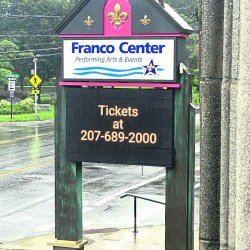 Franco Center
Performing Arts & Events
Tickets
at
207-689-2000